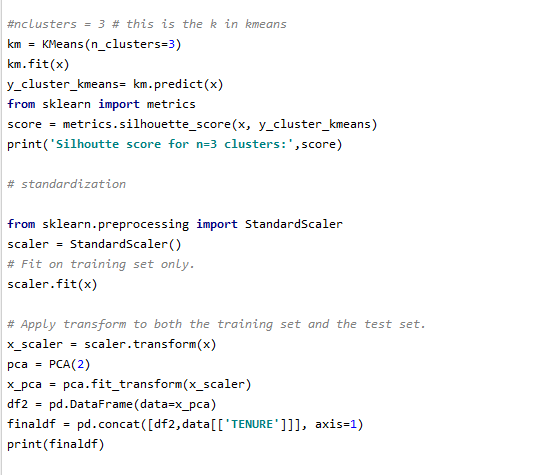 #nclusters = 3 # this is the k in kmeans
km = KMeans(n_clusters=3)
km.fit(x)
y_cluster_kmeans= km.predict(x)
from sklearn import metrics
score = metrics.silhouette_score(x, y_cluster_kmeans)
print('Silhoutte score for n=3 clusters:',score)
# standardization
from sklearn.preprocessing import StandardScaler
scaler = StandardScaler()
# Fit on training set only.
scaler.fit(x)
# Apply transform to both the training set and the test set.
x_scaler = scaler.transform(x)
pca = PCA(2)
x_pca = pca.fit_transform(x_scaler)
df2 = pd.DataFrame(data=x_pca)
finaldf = pd.concat([df2,data[['TENURE']]], axis=1)
print(finaldf)